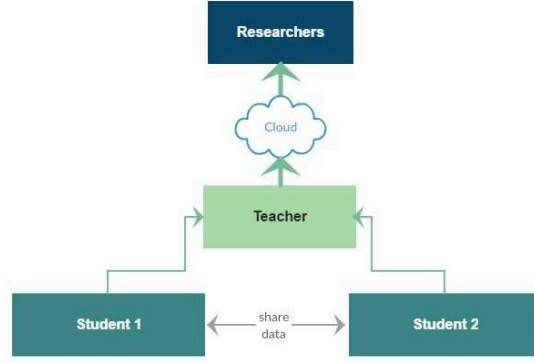 Researchers
Cloud
Teacher
Student 1
share
data
Student 2